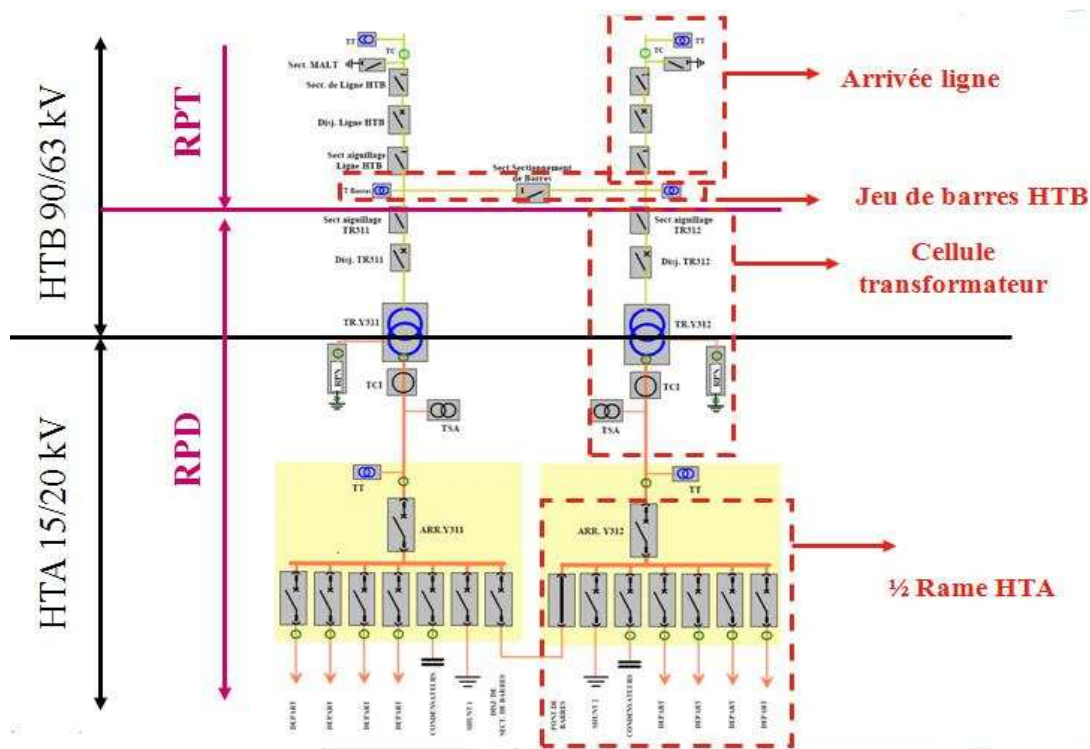 HTB 90/63 kV
HTA 15/20 kV
RPT
RPD
TT
TC
Sect. MALT
Sect. de Ligne HTB
Disj. Ligne HTB
Sect aiguillage
Ligne HTB
TC
TT
Sect Sectionnement
de Barres
T Barres
Sect aiguillage
TR311
Disj. TR311
Sect aiguillage
TR312
Disj. TR312
TR.Y311
TR.Y312
RPN
TCI
TSA
TCI
RPN
TSA
TT
TT
ARR.Y311
ARR. Y312
DEPART
DEPART
DEPART
DEPART
CONDENSATEURS
SHUNT 1
DISJ DE
SECT. DE BARRES
PONT DE
BARRES
SHUNT 2
CONDENSATEURS
DEPART
DEPART
DEPART
DEPART
Arrivée ligne
Jeu de barres HTB
Cellule
transformateur
½ Rame HTA